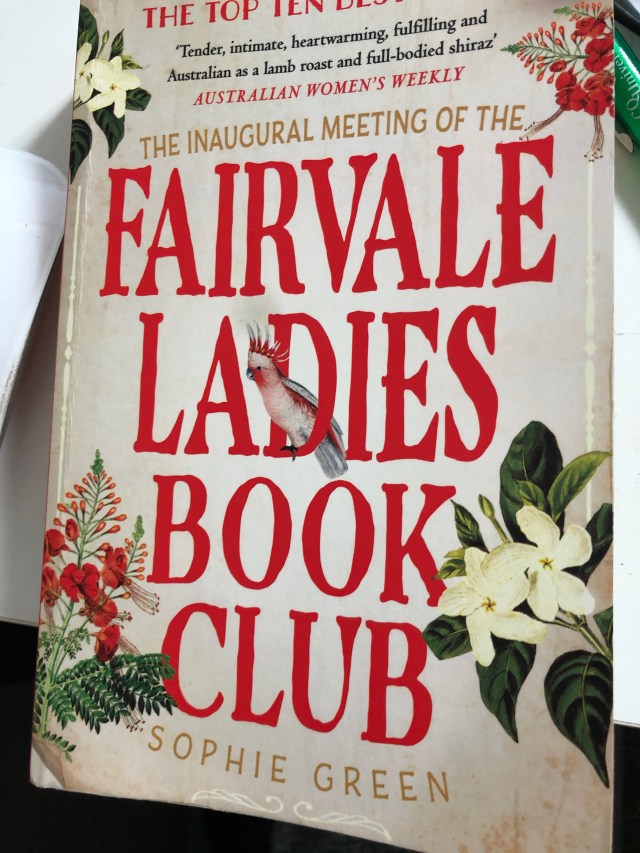 THE TOP TEN BEST
'Tender, intimate, heartwarming, fulfilling and
Australian as a lamb roast and full-bodied shiraz'
AUSTRALIAN WOMEN'S WEEKLY
THE INAUGURAL MEETING OF THE
FAIRVALE
LADIES
BOOK
CLUB
SOPHIE GREEN